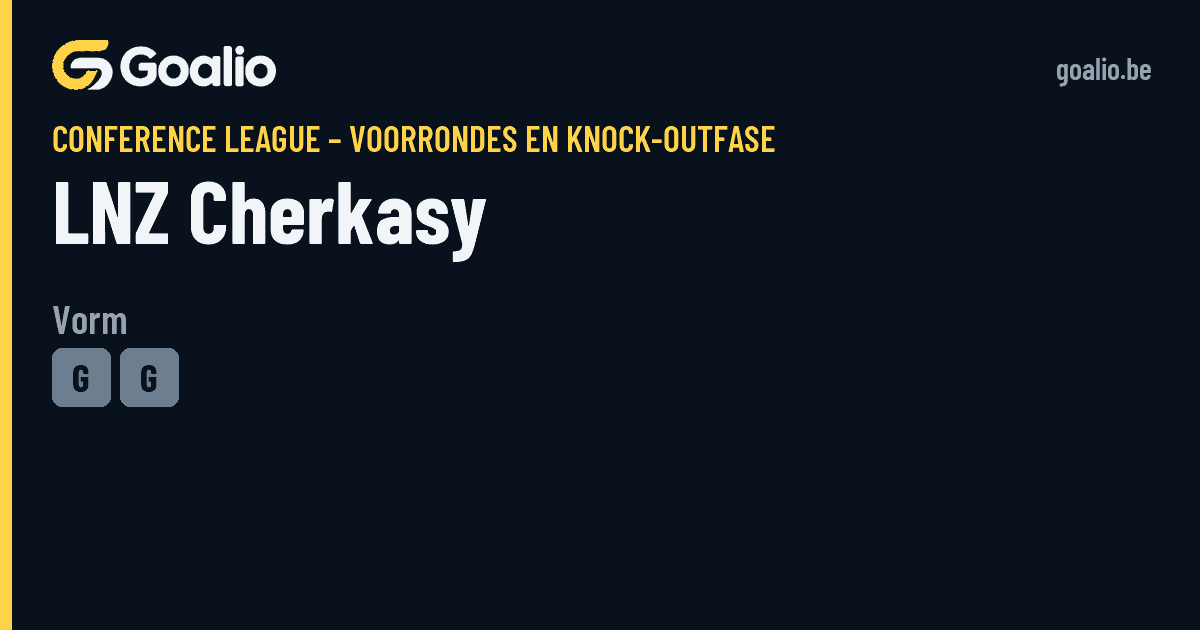 Goalio
goalio.be
CONFERENCE LEAGUE – VOORRONDES EN KNOCK-OUTFASE
LNZ Cherkasy
Vorm
G G